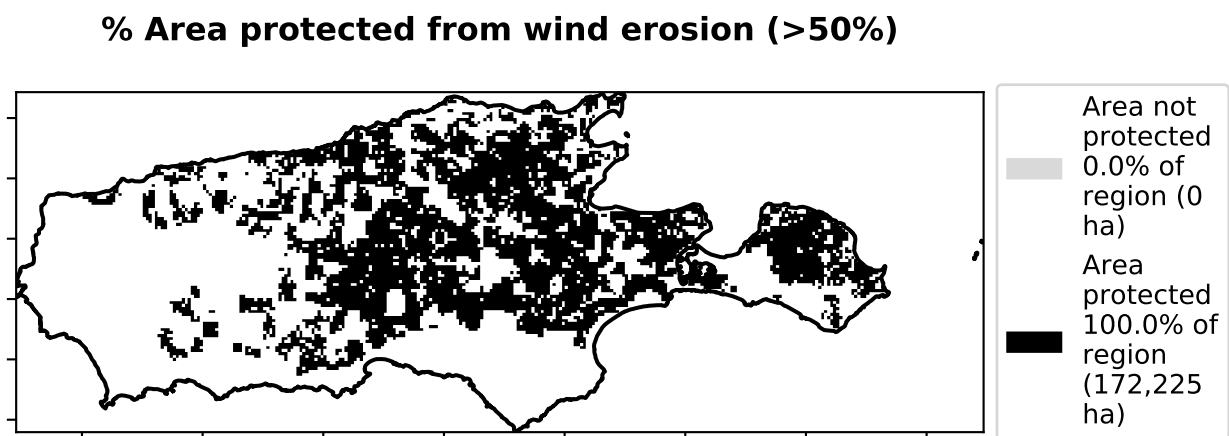 % Area protected from wind erosion (>50%)
Area not
protected
0.0% of
region (0
ha)
Area
protected
100.0% of
region
(172,225
ha)